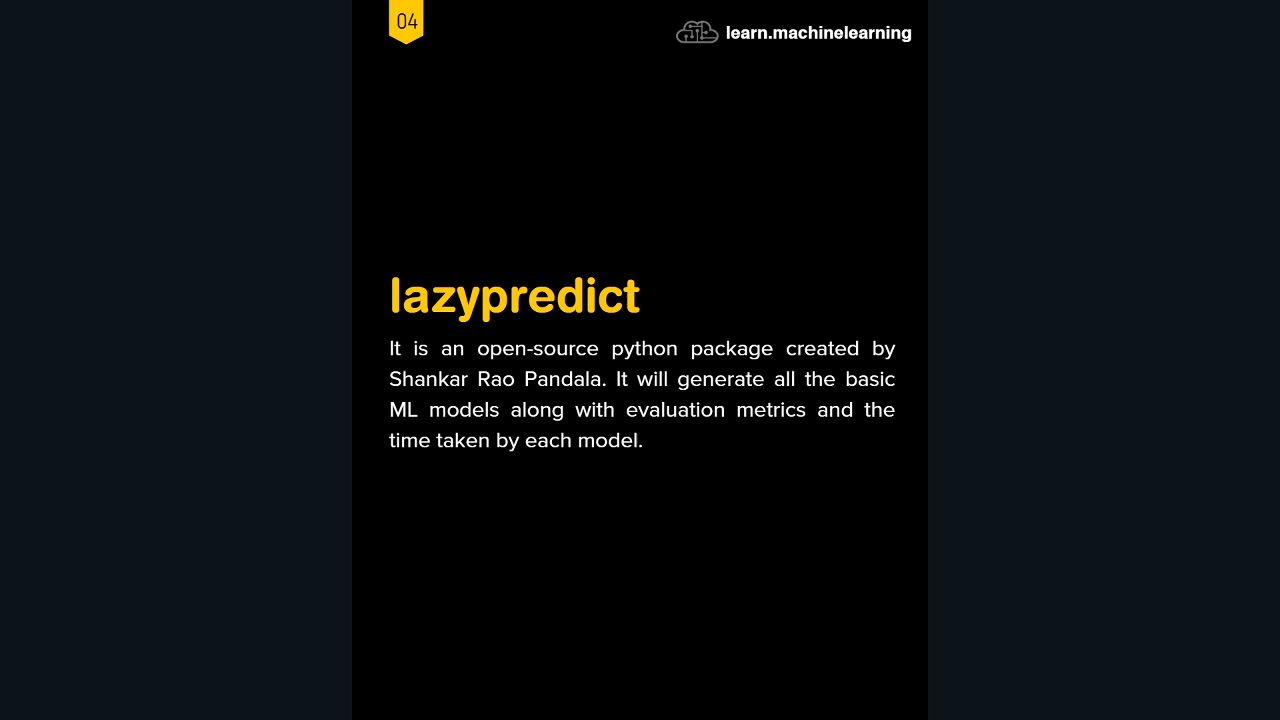 04
learn.machinelearning
lazypredict
It is an open-source python package created by
Shankar Rao Pandala. It will generate all the basic
ML models along with evaluation metrics and the
time taken by each model.